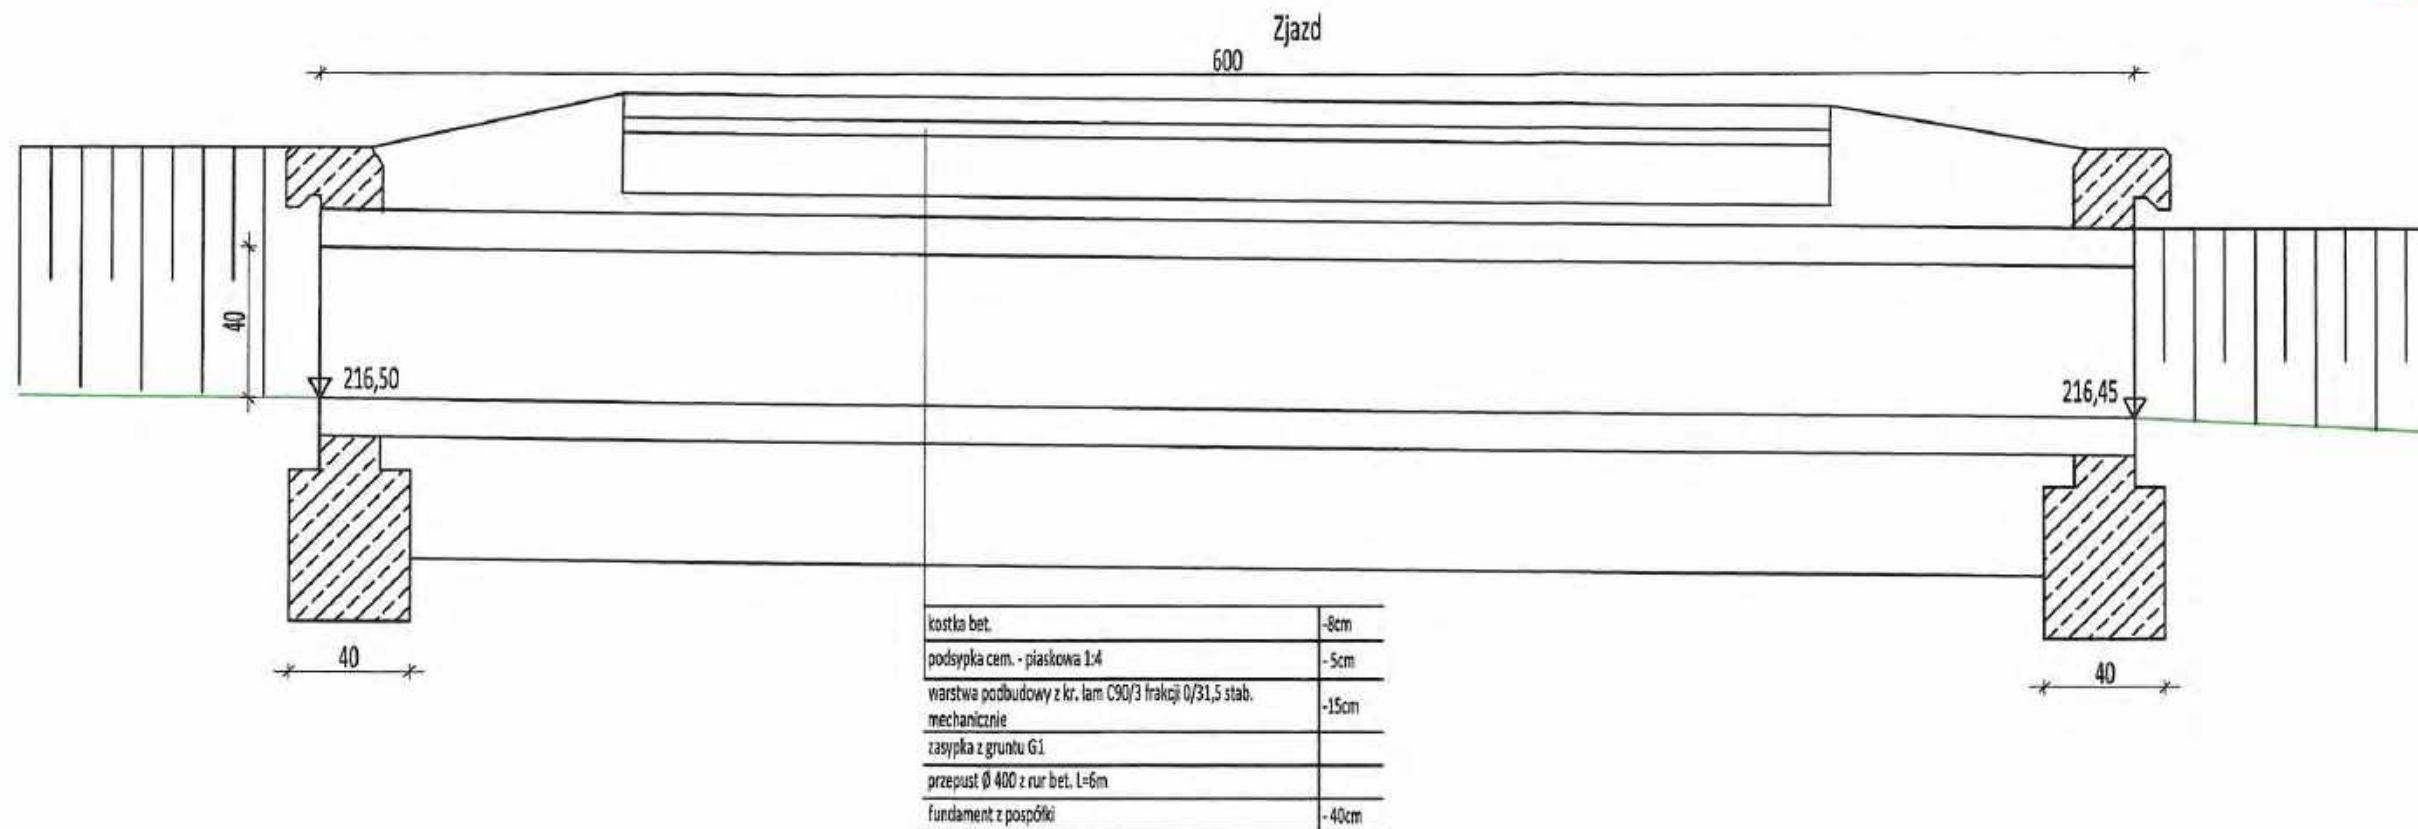 Zjazd
600
40
216,50
216,45
40
40
kostka bet. -8cm
podsypka cem. - piaskowa 1:4 - 5cm
warstwa podbudowy z kr. łam C90/3 frakcji 0/31,5 stab.
mechanicznie -15cm
zasypka z gruntu G1
przepust Ø 400 z rur bet. L=6m
fundament z pospółki - 40cm